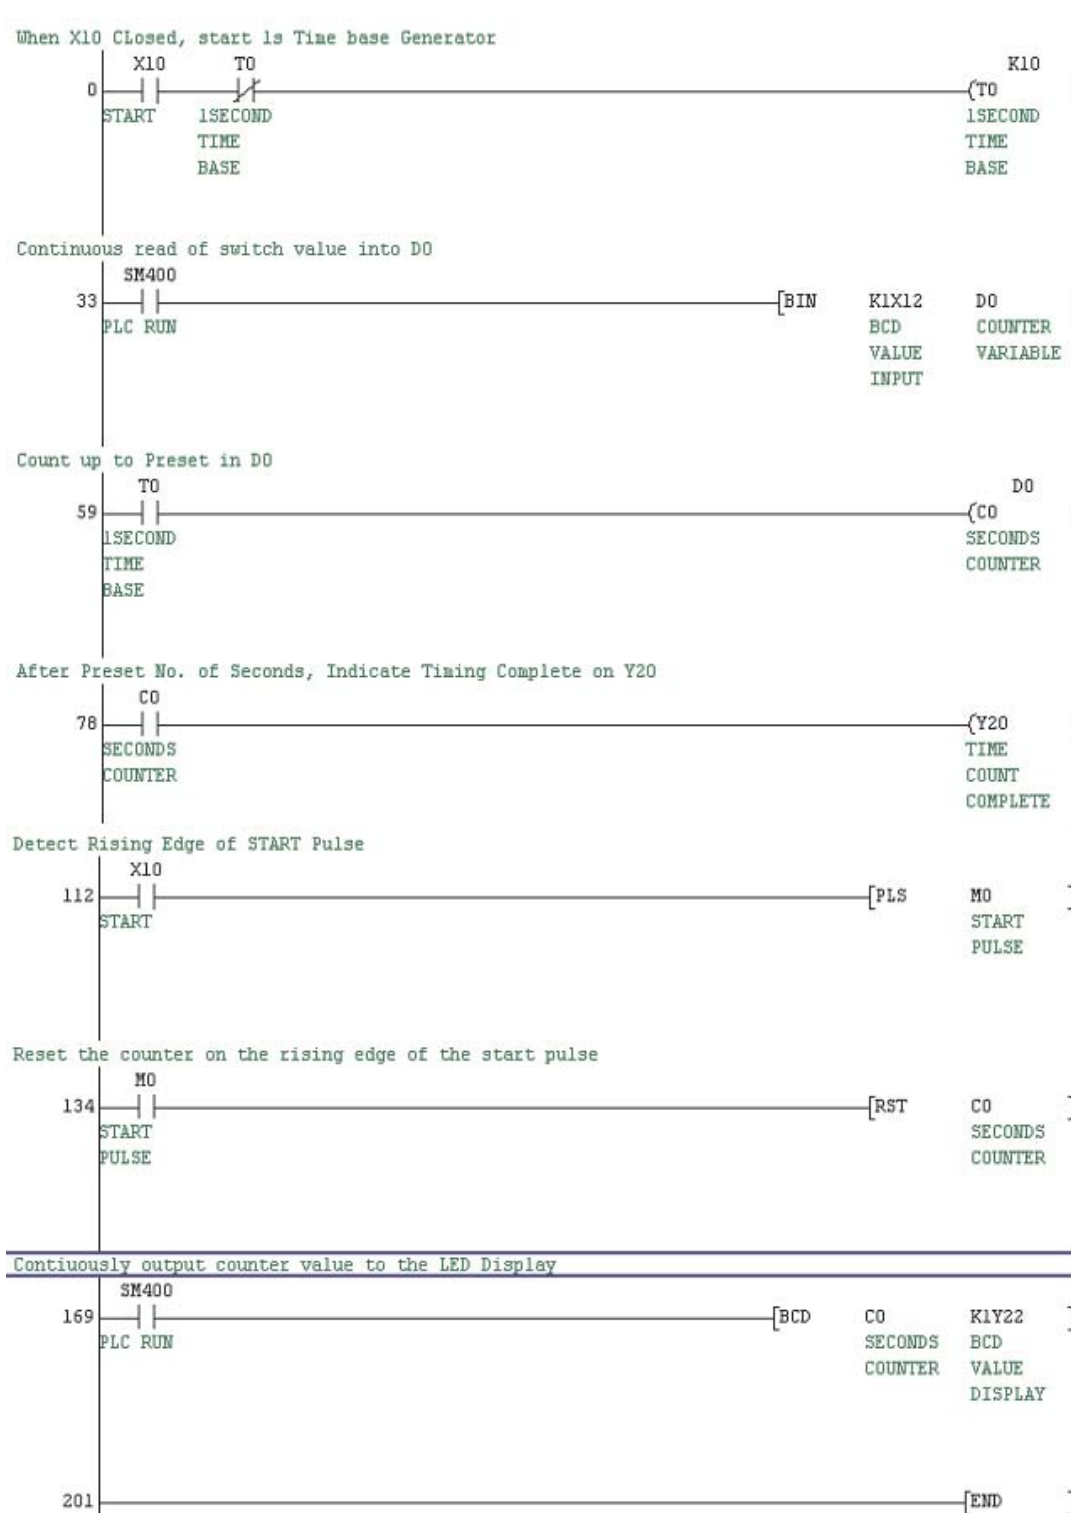 When X10 CLosed, start 1s Time base Generator
X10 T0 K10
0 (T0
START 1SECOND 1SECOND
TIME TIME
BASE BASE
Continuous read of switch value into D0
SM400
33 [BIN K1X12 D0
PLC RUN BCD COUNTER
VALUE VARIABLE
INPUT
Count up to Preset in D0
T0 D0
59 (C0
1SECOND SECONDS
TIME COUNTER
BASE
After Preset No. of Seconds, Indicate Timing Complete on Y20
C0
78 (Y20
SECONDS TIME
COUNTER COUNT
COMPLETE
Detect Rising Edge of START Pulse
X10
112 [PLS M0 ]
START START
PULSE
Reset the counter on the rising edge of the start pulse
M0
134 [RST C0 ]
START SECONDS
PULSE COUNTER
Contiuously output counter value to the LED Display
SM400
169 [BCD C0 K1Y22 ]
PLC RUN SECONDS BCD
COUNTER VALUE
DISPLAY
201 [END ]